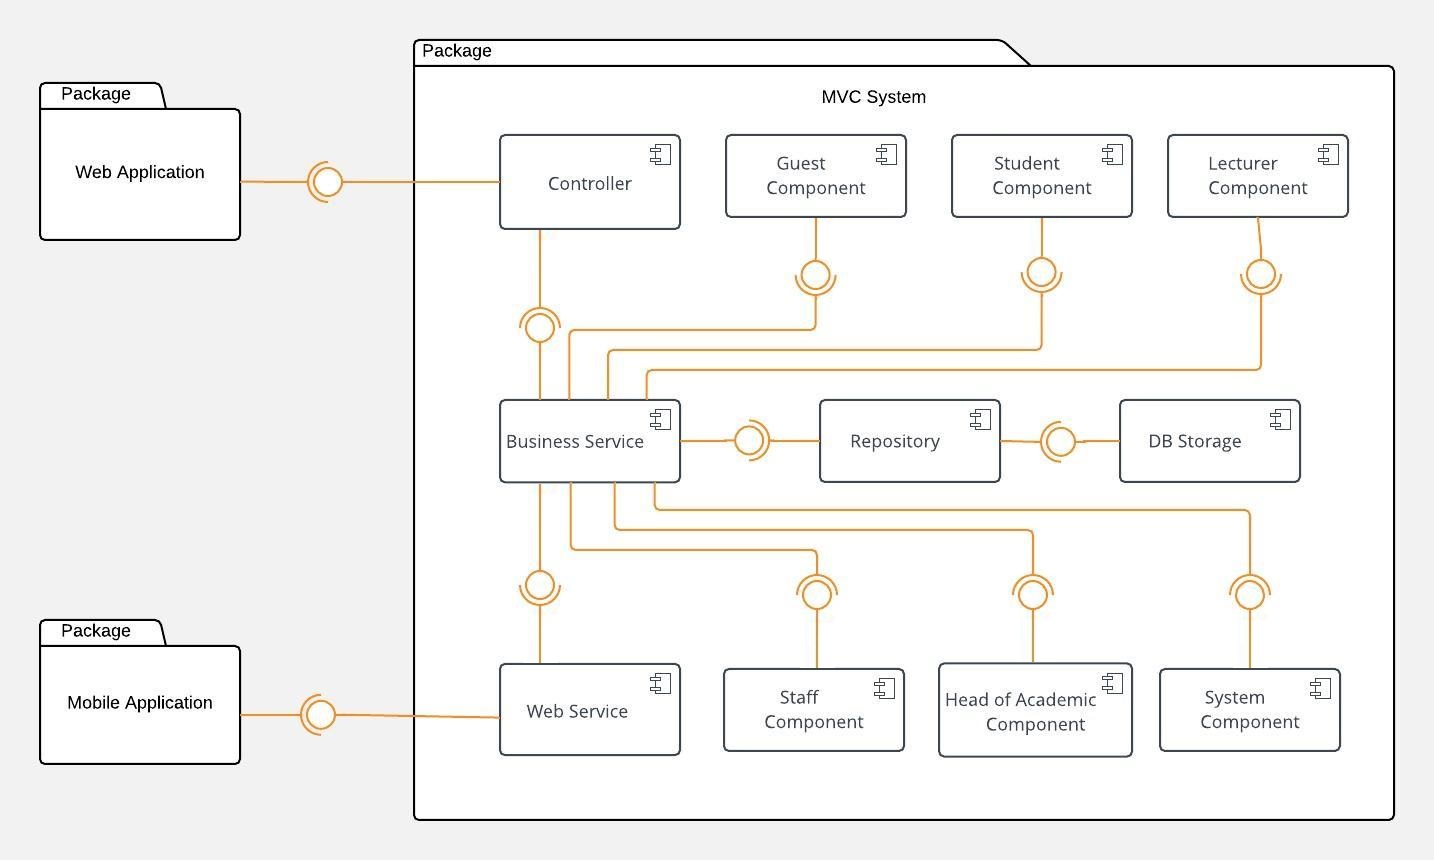 Package
MVC System
Package
Web Application
Controller
Guest
Component
Student
Component
Lecturer
Component
Business Service
Repository
DB Storage
Package
Mobile Application
Web Service
Staff
Component
Head of Academic
Component
System
Component